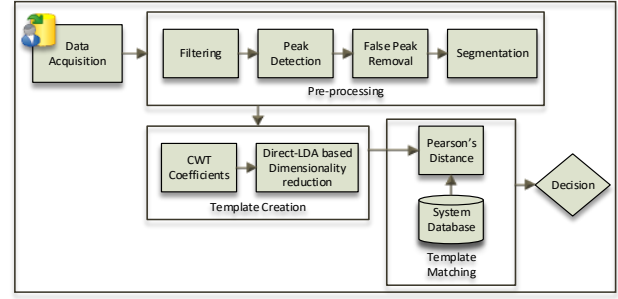 Data
Acquisition
Filtering
Peak
Detection
False Peak
Removal
Segmentation
Pre-processing
CWT
Coefficients
Direct-LDA based
Dimensionality
reduction
Template Creation
Pearson's
Distance
System
Database
Template
Matching
Decision